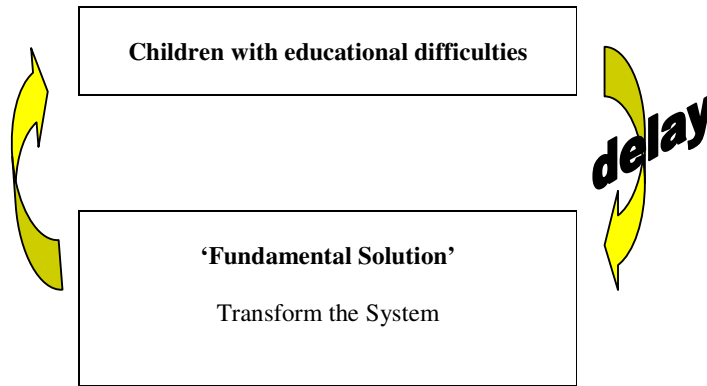 Children with educational difficulties
delay
‘Fundamental Solution’
Transform the System